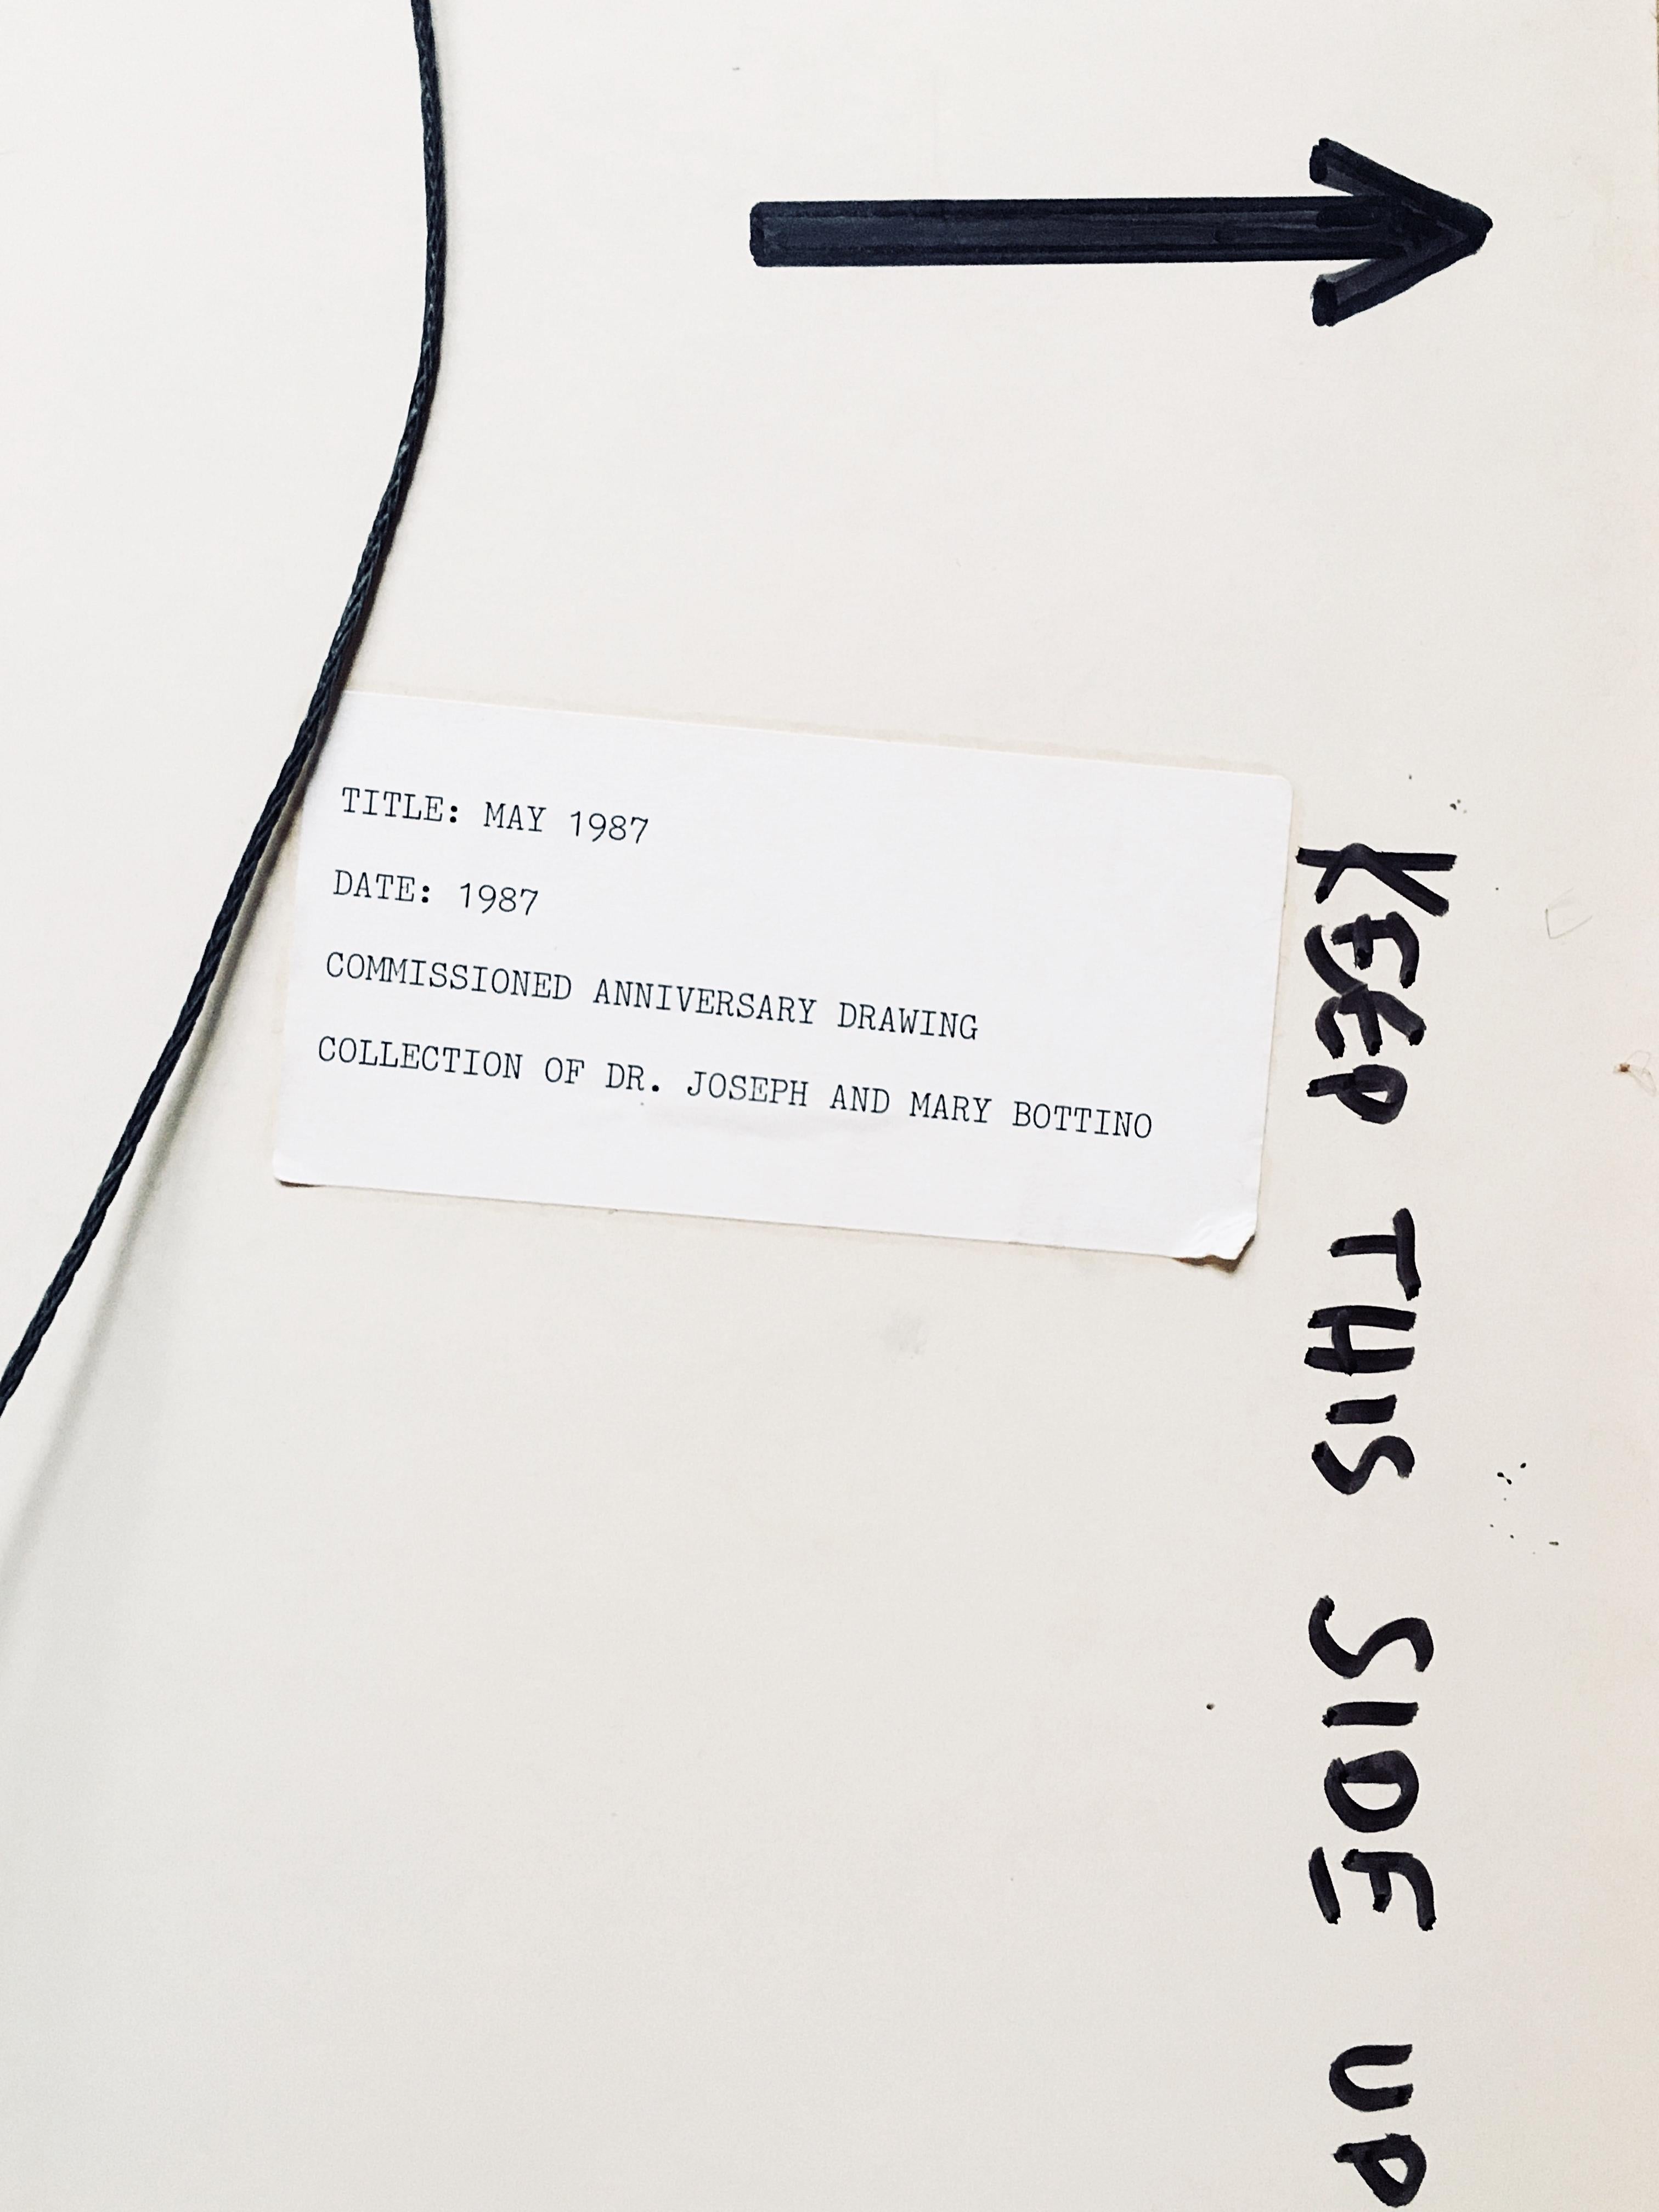 TITLE: MAY 1987
DATE: 1987
COMMISSIONED ANNIVERSARY DRAWING
COLLECTION OF DR. JOSEPH AND MARY BOTTINO
KEEP THIS SIDE UP